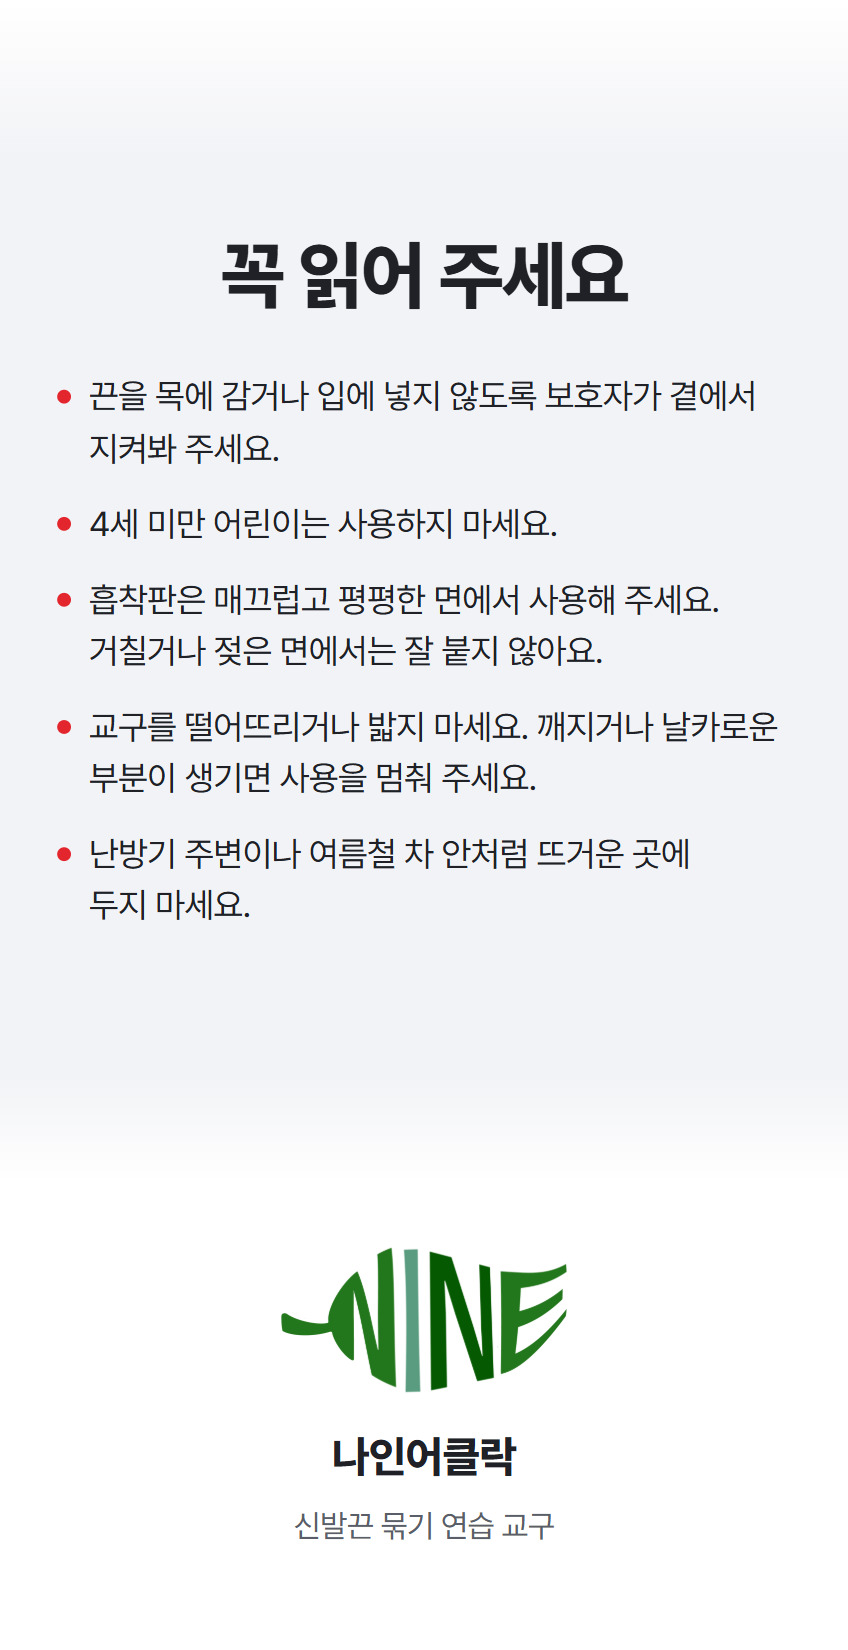 꼭 읽어 주세요
끈을 목에 감거나 입에 넣지 않도록 보호자가 곁에서
지켜봐 주세요.
4세 미만 어린이는 사용하지 마세요.
흡착판은 매끄럽고 평평한 면에서 사용해 주세요.
거칠거나 젖은 면에서는 잘 붙지 않아요.
교구를 떨어뜨리거나 밟지 마세요. 깨지거나 날카로운
부분이 생기면 사용을 멈춰 주세요.
난방기 주변이나 여름철 차 안처럼 뜨거운 곳에
두지 마세요.
NINE
나인어클락
신발끈 묶기 연습 교구